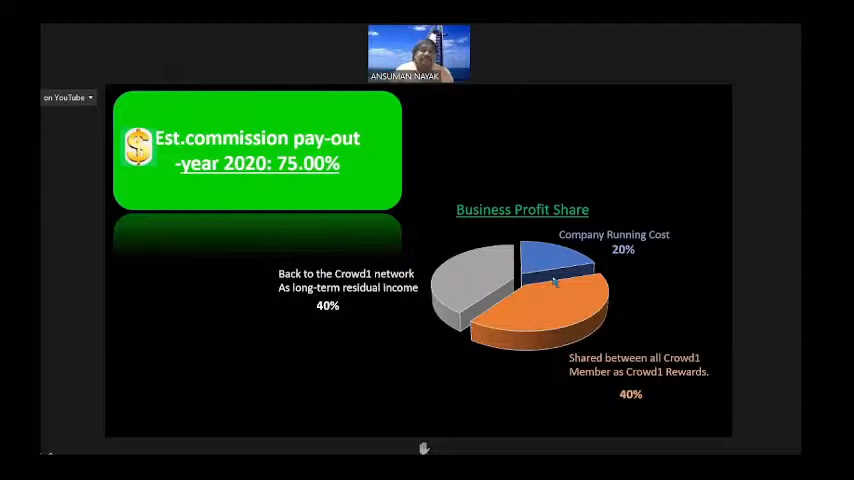 ANSUMAN NAYAK
on YouTube
$
Est.commission pay-out
-year 2020: 75.00%
Business Profit Share
Company Running Cost
20%
Back to the Crowd1 network
As long-term residual income
40%
Shared between all Crowd1
Member as Crowd1 Rewards.
40%